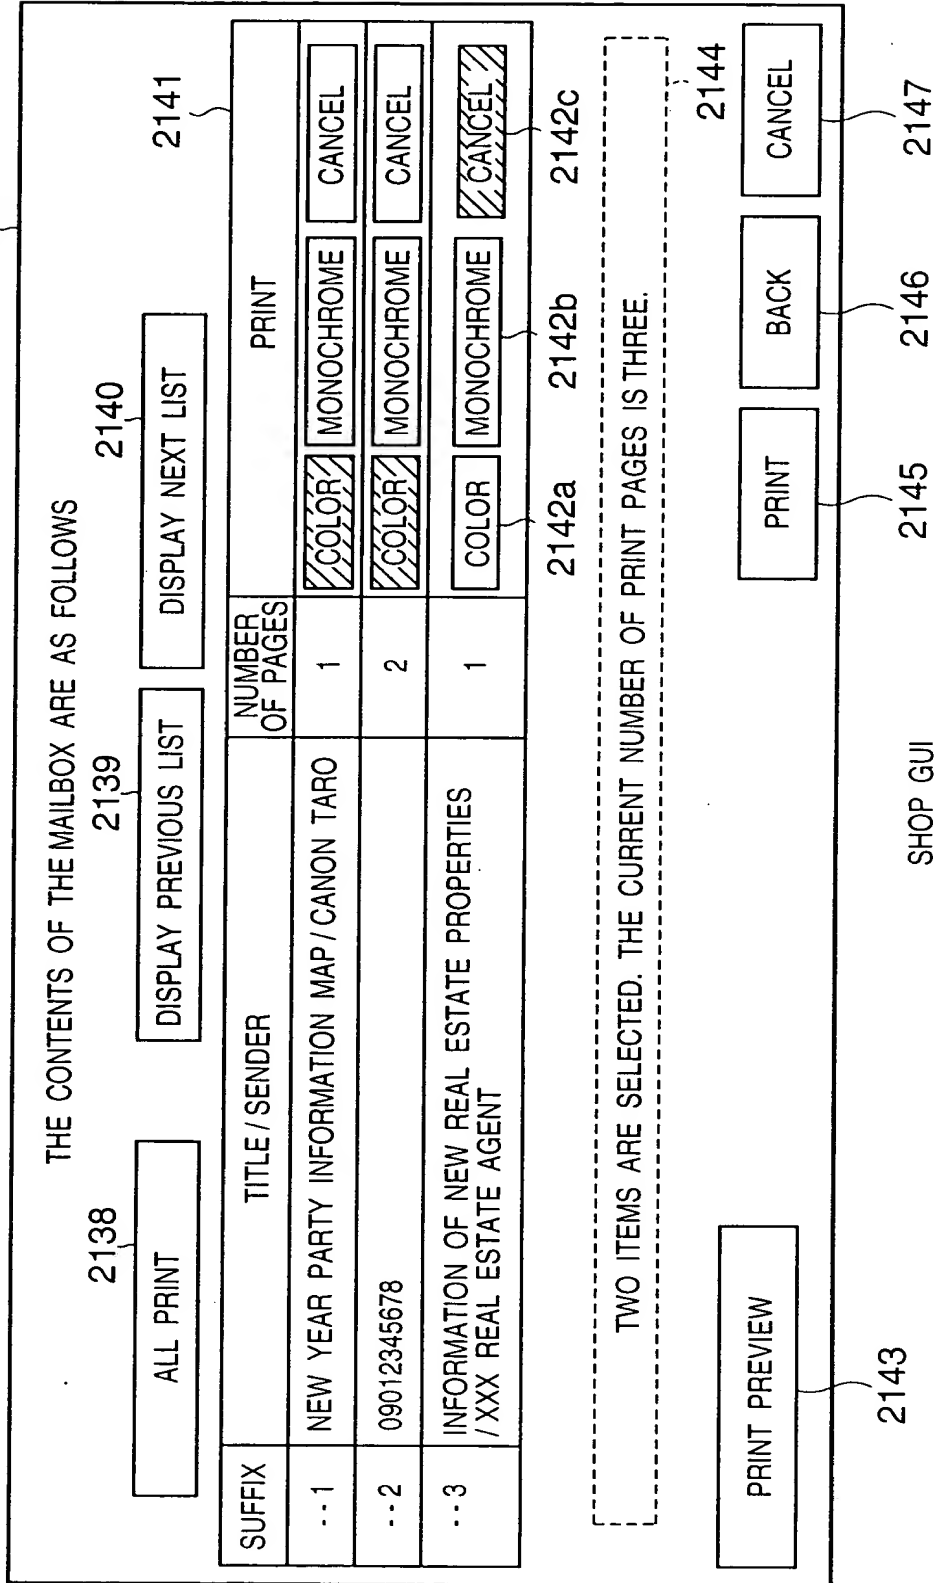 THE CONTENTS OF THE MAILBOX ARE AS FOLLOWS
2138
2139
2140
2141
ALL PRINT
DISPLAY PREVIOUS LIST
DISPLAY NEXT LIST
SUFFIX
TITLE / SENDER
NUMBER
OF PAGES
PRINT
--1
NEW YEAR PARTY INFORMATION MAP / CANON TARO
1
COLOR
MONOCHROME
CANCEL
--2
09012345678
2
COLOR
MONOCHROME
CANCEL
--3
INFORMATION OF NEW REAL ESTATE PROPERTIES
/ XXX REAL ESTATE AGENT
1
COLOR
MONOCHROME
CANCEL
2142a
2142b
2142c
TWO ITEMS ARE SELECTED. THE CURRENT NUMBER OF PRINT PAGES IS THREE.
2144
PRINT PREVIEW
PRINT
BACK
CANCEL
2143
2145
2146
2147
SHOP GUI